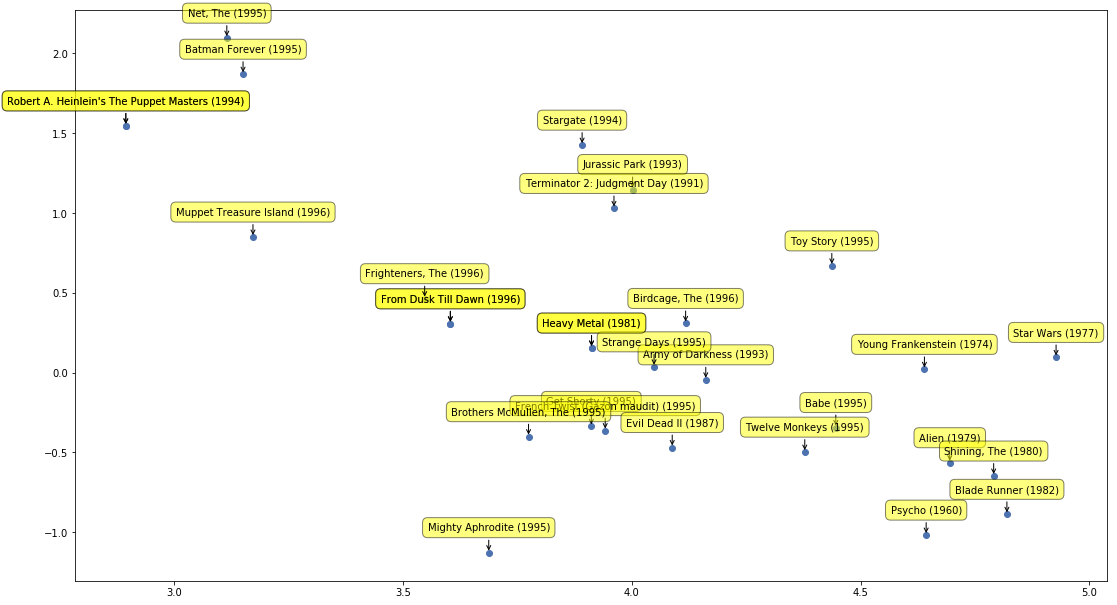 Net, The (1995)
Batman Forever (1995)
2.0
Robert A. Heinlein's The Puppet Masters (1994)
Stargate (1994)
1.5
Jurassic Park (1993)
Terminator 2: Judgment Day (1991)
Muppet Treasure Island (1996)
1.0
Toy Story (1995)
Frighteners, The (1996)
From Dusk Till Dawn (1996)
Birdcage, The (1996)
0.5
Heavy Metal (1981)
Star Wars (1977)
Strange Days (1995)
Young Frankenstein (1974)
Army of Darkness (1993)
0.0
Get Shorty (1995)
Babe (1995)
French Twist (Gazon maudit) (1995)
Brothers McMullen, The (1995)
Evil Dead II (1987)
Twelve Monkeys (1995)
Alien (1979)
Shining, The (1980)
−0.5
Blade Runner (1982)
Psycho (1960)
Mighty Aphrodite (1995)
−1.0
3.0 3.5 4.0 4.5 5.0